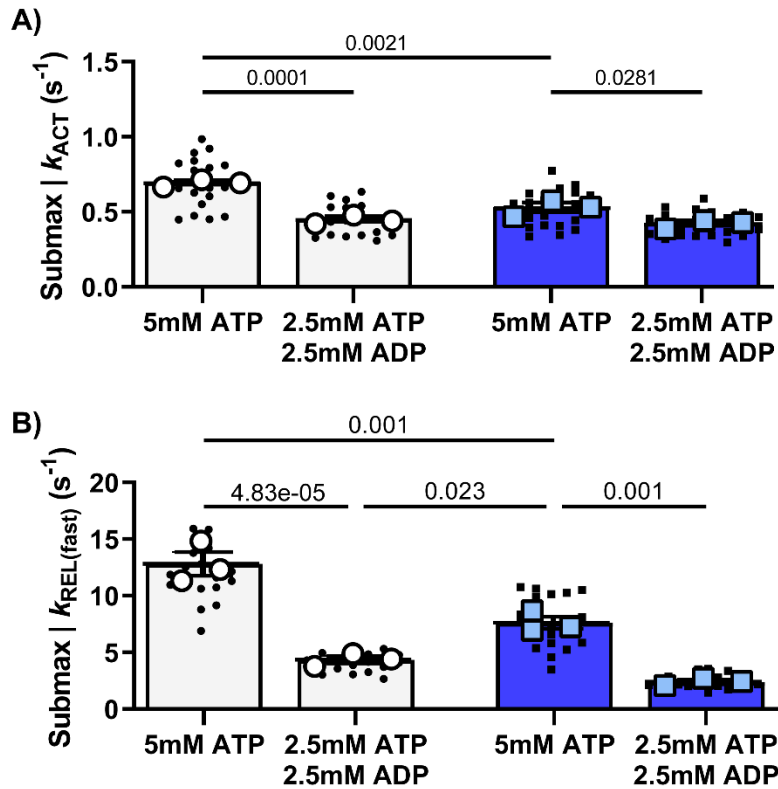 A)
0.0021
0.0001
0.0281
Submax | kACT (s-1)
1.5
1.0
0.5
0.0
5mM ATP
2.5mM ATP
2.5mM ADP
5mM ATP
2.5mM ATP
2.5mM ADP
B)
0.001
4.83e-05
0.023
0.001
Submax | kREL(fast) (s-1)
20
15
10
5
0
5mM ATP
2.5mM ATP
2.5mM ADP
5mM ATP
2.5mM ATP
2.5mM ADP